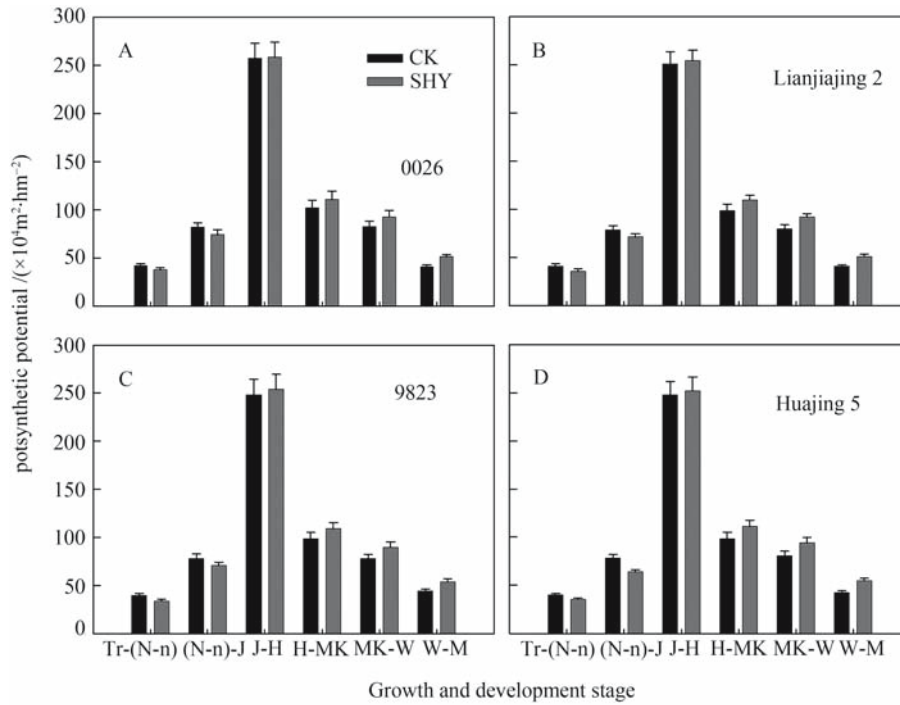 300
A
CK
SHY
B
250
Lianjiajing 2
200
150
0026
100
50
0
300
C
9823
D
Huajing 5
250
200
150
100
50
0
potsynthetic potential /(×10⁴m²·hm⁻²)
Tr-(N-n) (N-n)-J J-H H-MK MK-W W-M
Tr-(N-n) (N-n)-J J-H H-MK MK-W W-M
Growth and development stage